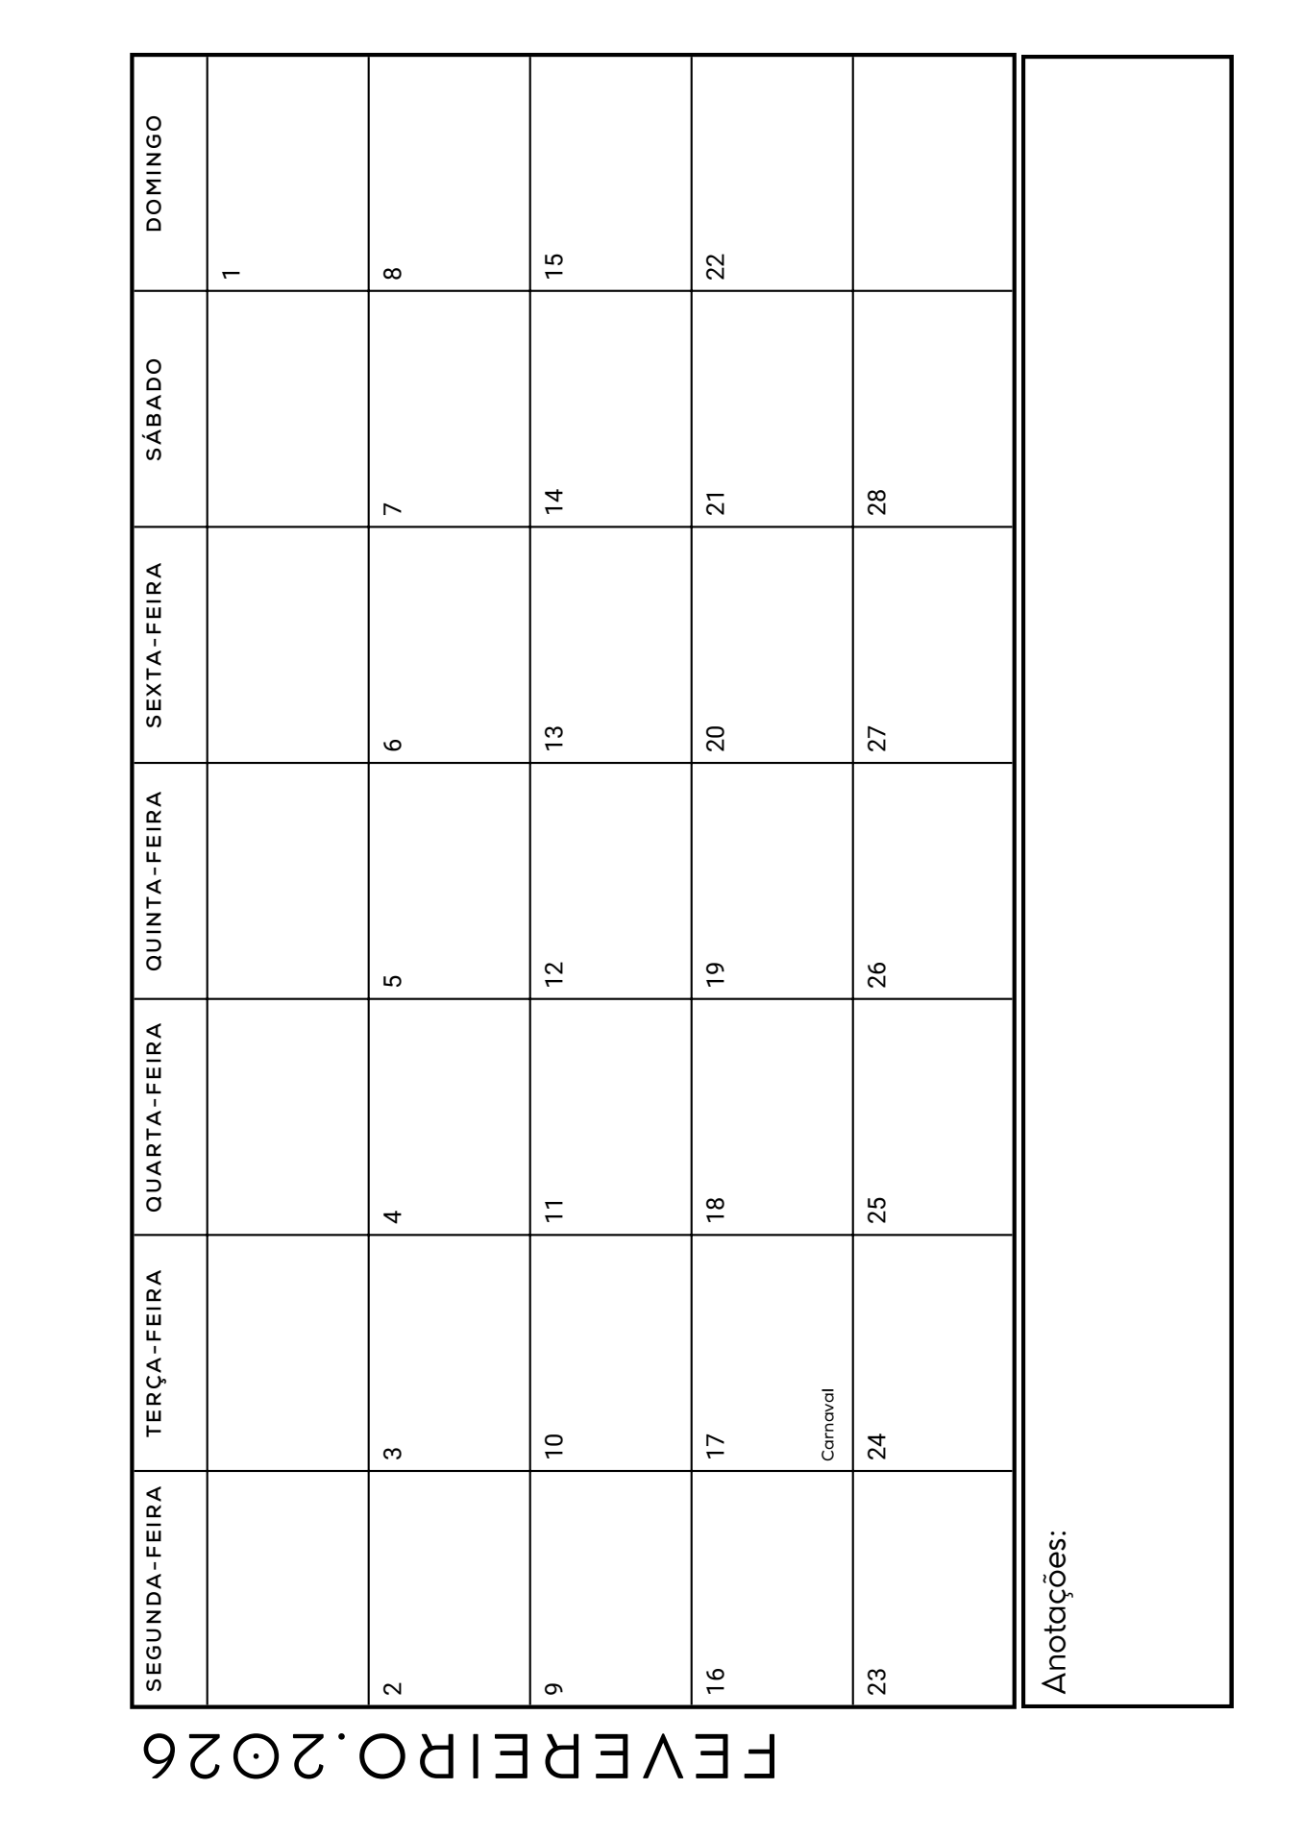 FEVEREIRO.2026
SEGUNDA-FEIRA TERÇA-FEIRA QUARTA-FEIRA QUINTA-FEIRA SEXTA-FEIRA SÁBADO DOMINGO
1
2 3 4 5 6 7 8
9 10 11 12 13 14 15
16 17 18 19 20 21 22
Carnaval
23 24 25 26 27 28
Anotações: